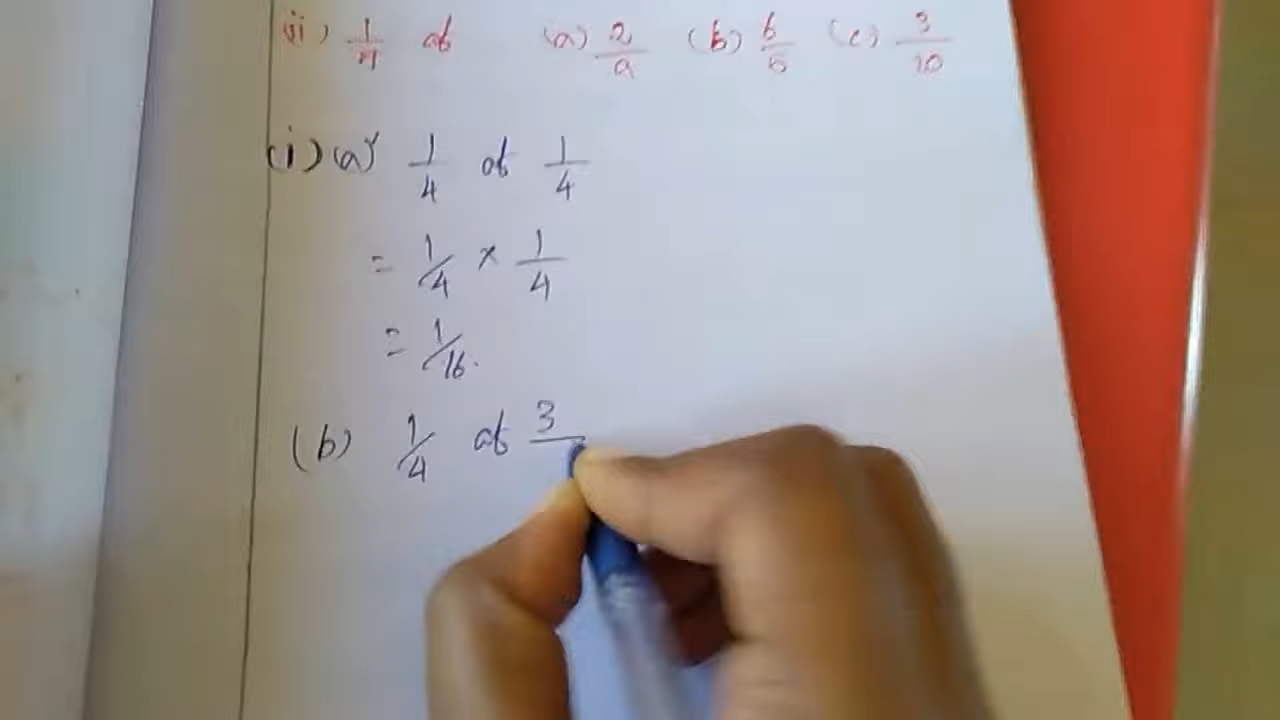 (ii) 1/4 of (a) 2/9 (b) 6/5 (c) 3/10
(i) (a) 1/4 of 1/4
= 1/4 × 1/4
= 1/16.
(b) 1/4 of 3/